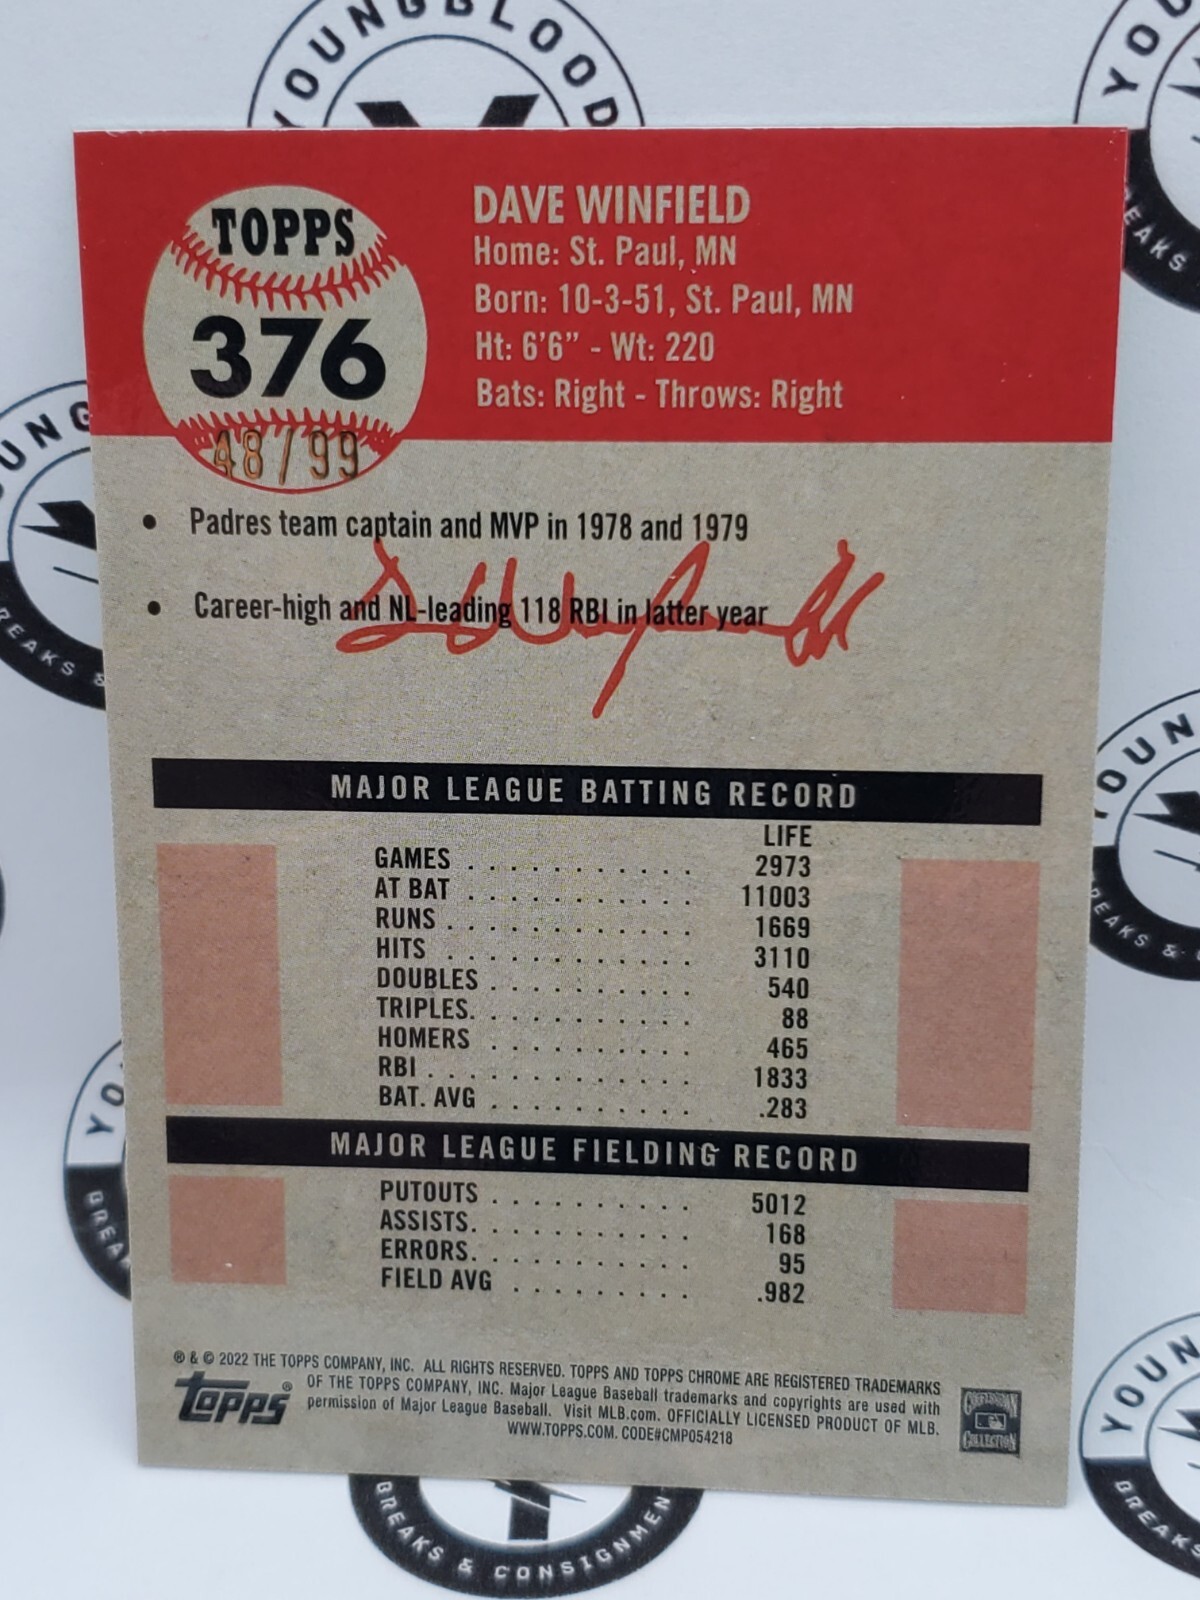 YOUNGBLOOD
TOPPS
376
48/99
DAVE WINFIELD
Home: St. Paul, MN
Born: 10-3-51, St. Paul, MN
Ht: 6'6" - Wt: 220
Bats: Right - Throws: Right
• Padres team captain and MVP in 1978 and 1979
• Career-high and NL-leading 118 RBI in latter year
MAJOR LEAGUE BATTING RECORD
LIFE
GAMES . . . . . . . . . . . 2973
AT BAT . . . . . . . . . . . 11003
RUNS . . . . . . . . . . . 1669
HITS . . . . . . . . . . . 3110
DOUBLES . . . . . . . . . . 540
TRIPLES. . . . . . . . . . . 88
HOMERS . . . . . . . . . . 465
RBI . . . . . . . . . . . . 1833
BAT. AVG . . . . . . . . . . .283
MAJOR LEAGUE FIELDING RECORD
PUTOUTS . . . . . . . . . . 5012
ASSISTS. . . . . . . . . . . 168
ERRORS. . . . . . . . . . . 95
FIELD AVG . . . . . . . . . .982
® & © 2022 THE TOPPS COMPANY, INC. ALL RIGHTS RESERVED. TOPPS AND TOPPS CHROME ARE REGISTERED TRADEMARKS
OF THE TOPPS COMPANY, INC. Major League Baseball trademarks and copyrights are used with
permission of Major League Baseball. Visit MLB.com. OFFICIALLY LICENSED PRODUCT OF MLB.
WWW.TOPPS.COM. CODE#CMP054218
Topps®
COOPERSTOWN
COLLECTION
BREAKS & CONSIGNMEN